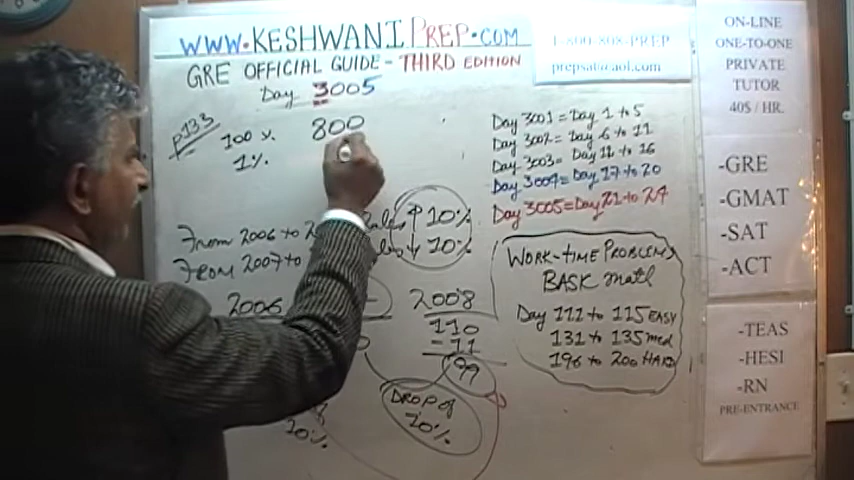 WWW.KESHWANIPREP.COM
GRE OFFICIAL GUIDE - THIRD EDITION
Day 3005
1-800-808-PREP
prepsat@aol.com
P133
100 %
800
1%
Day 3001 = Day 1 to 5
Day 3002 = Day 6 to 11
Day 3003 = Day 12 to 16
Day 3004 = Day 17 to 20
Day 3005 = Day 21 to 24
From 2006 to
↑ 10%
From 2007 to
↓ 10%
2006
2008
110
- 11
99
DROP of
10%
10%
WORK-TIME PROBLEMS
BASK math
Day 111 to 115 EASY
131 to 135 med
196 to 200 HARD
ON-LINE
ONE-TO-ONE
PRIVATE
TUTOR
40$ / HR.
-GRE
-GMAT
-SAT
-ACT
-TEAS
-HESI
-RN
PRE-ENTRANCE